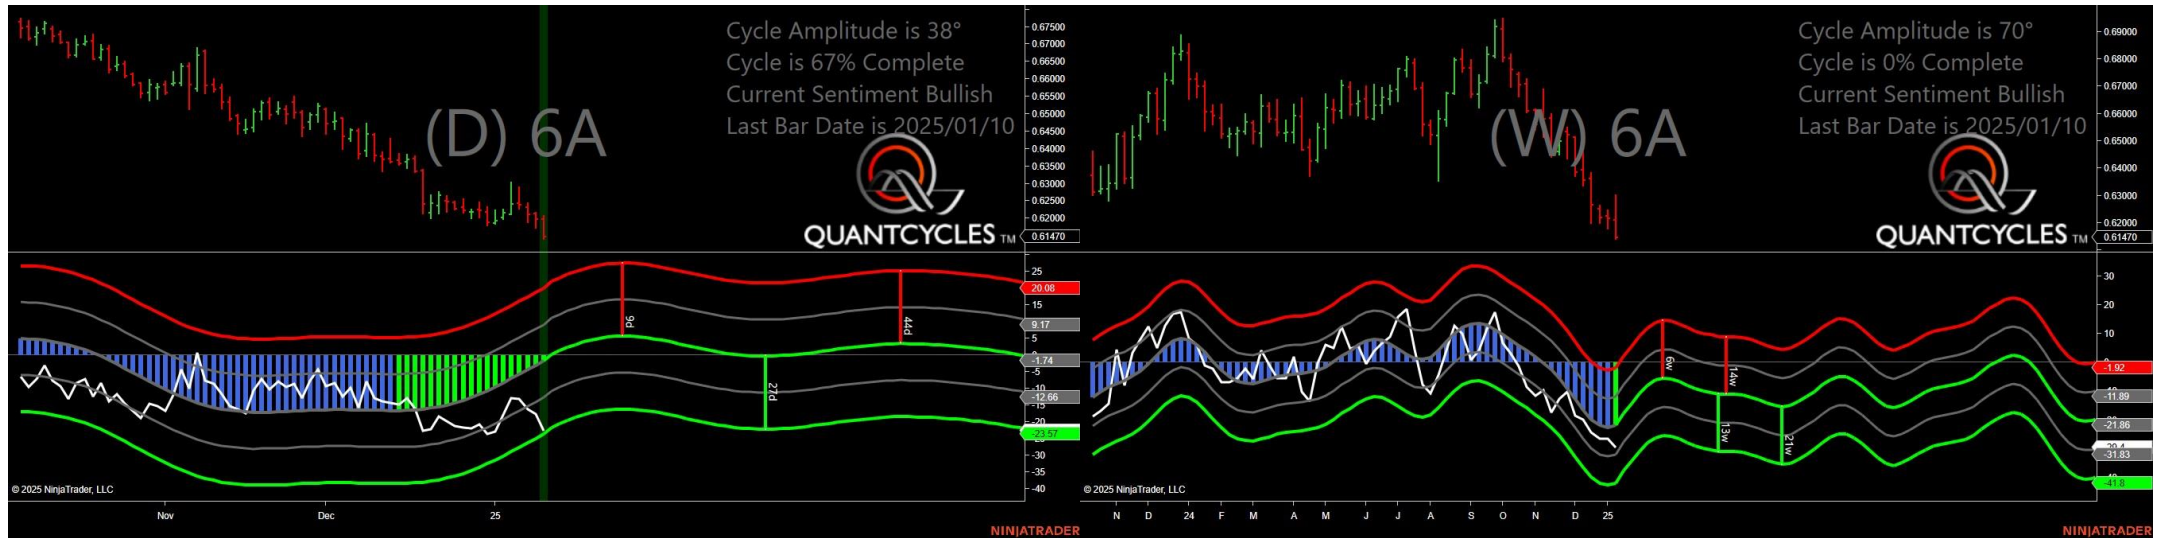 Cycle Amplitude is 38°
Cycle is 67% Complete
Current Sentiment Bullish
Last Bar Date is 2025/01/10
(D) 6A
QUANTCYCLES TM
0.67500
0.67000
0.66500
0.66000
0.65500
0.65000
0.64500
0.64000
0.63500
0.63000
0.62500
0.62000
0.61470
25
20.08
15
9.17
5
-1.74
-5
-10
-12.66
-15
-20
-23.57
-30
-35
-40
9d
44d
27d
© 2025 NinjaTrader, LLC
Nov
Dec
25
NINJATRADER
Cycle Amplitude is 70°
Cycle is 0% Complete
Current Sentiment Bullish
Last Bar Date is 2025/01/10
(W) 6A
QUANTCYCLES TM
0.69000
0.68000
0.67000
0.66000
0.65000
0.64000
0.63000
0.62000
0.61470
30
20
10
-1.92
-11.89
-21.86
-31.83
-41.8
6w
14w
13w
21w
© 2025 NinjaTrader, LLC
N D 24 F M A M J J A S O N D 25
NINJATRADER